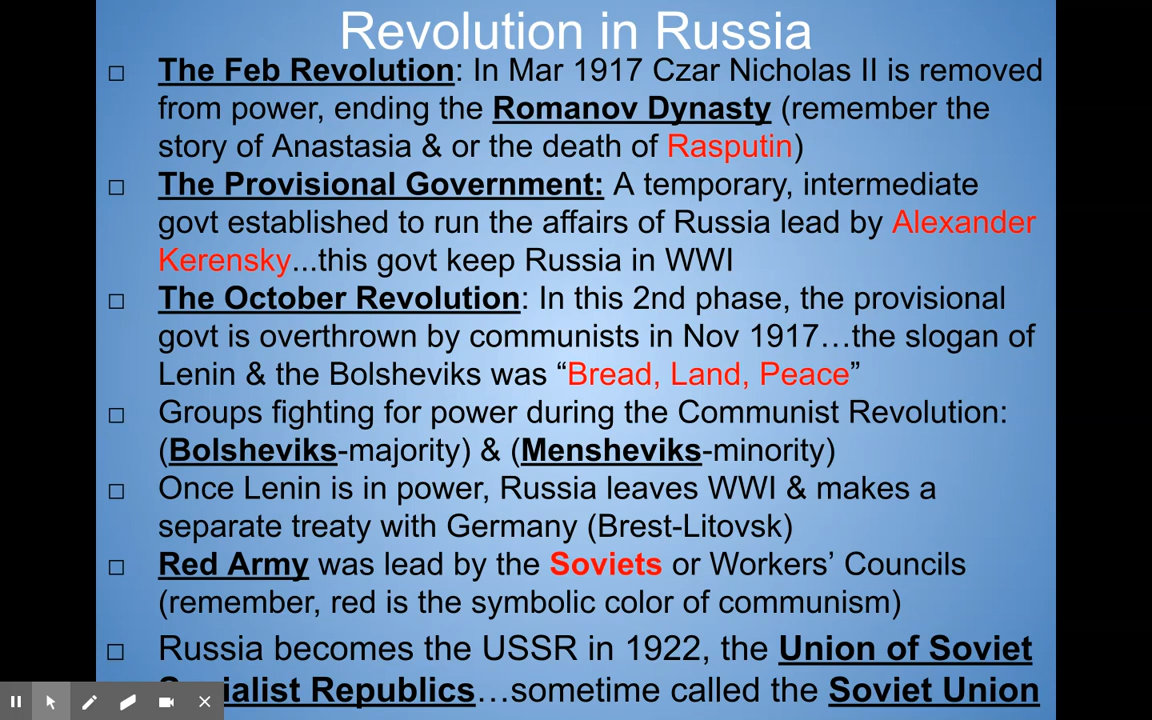 Revolution in Russia
The Feb Revolution: In Mar 1917 Czar Nicholas II is removed
from power, ending the Romanov Dynasty (remember the
story of Anastasia & or the death of Rasputin)
The Provisional Government: A temporary, intermediate
govt established to run the affairs of Russia lead by Alexander
Kerensky...this govt keep Russia in WWI
The October Revolution: In this 2nd phase, the provisional
govt is overthrown by communists in Nov 1917…the slogan of
Lenin & the Bolsheviks was “Bread, Land, Peace”
Groups fighting for power during the Communist Revolution:
(Bolsheviks-majority) & (Mensheviks-minority)
Once Lenin is in power, Russia leaves WWI & makes a
separate treaty with Germany (Brest-Litovsk)
Red Army was lead by the Soviets or Workers’ Councils
(remember, red is the symbolic color of communism)
Russia becomes the USSR in 1922, the Union of Soviet
Republics…sometime called the Soviet Union